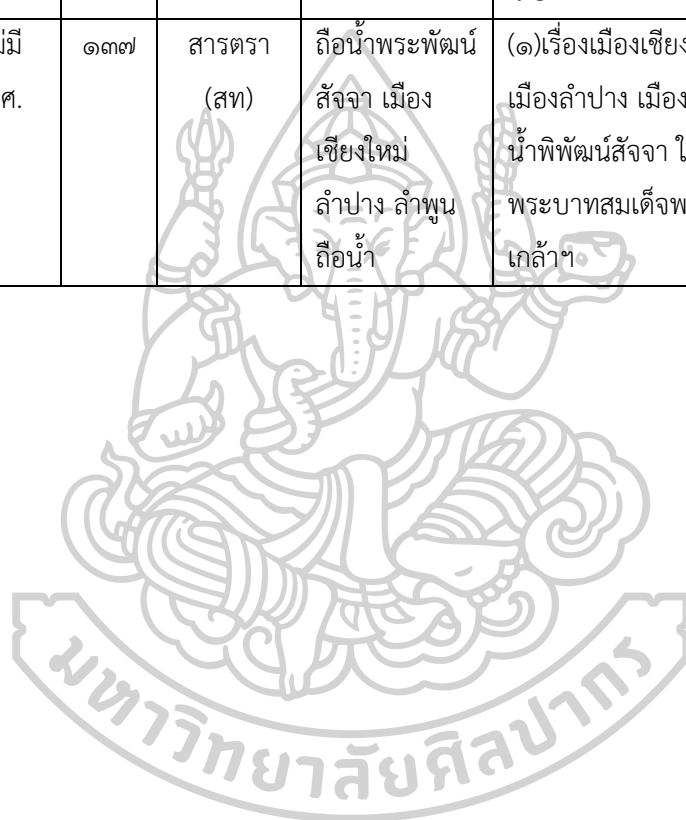 ม่มี
ศ.
๑๓๗
สารตรา
(สท)
ถือน้ำพระพัฒน์
สัจจา เมือง
เชียงใหม่
ลำปาง ลำพูน
ถือน้ำ
(๑)เรื่องเมืองเชียง
เมืองลำปาง เมือง
น้ำพิพัฒน์สัจจา ใ
พระบาทสมเด็จพ
เกล้าฯ
มหาวิทยาลัยศิลปากร